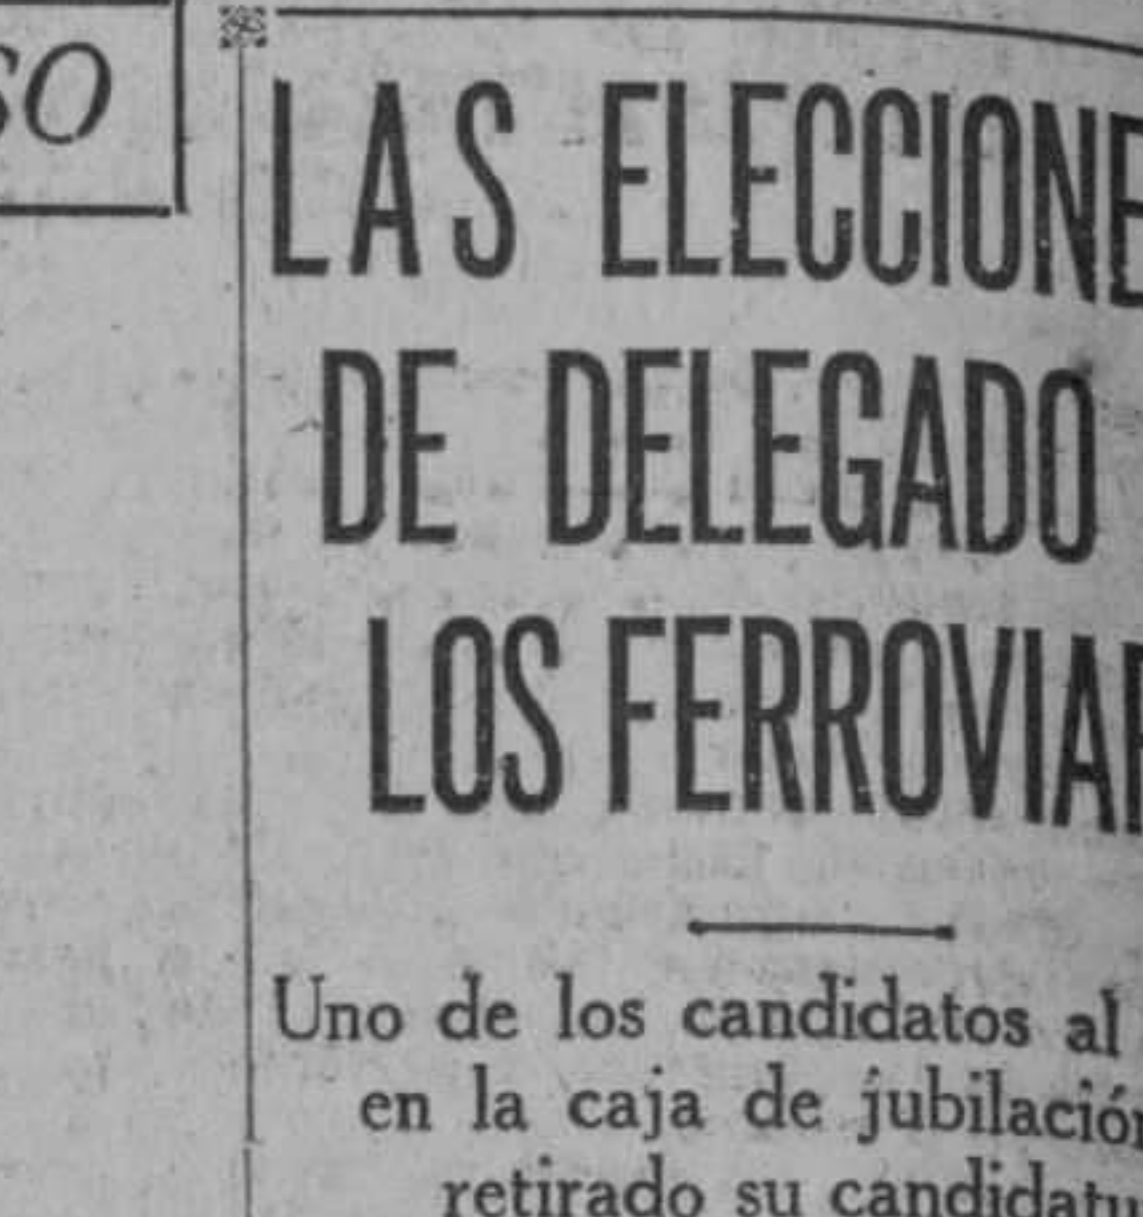 SO
LAS ELECCIONE
DE DELEGADO
LOS FERROVIAR
Uno de los candidatos al
en la caja de jubilación
retirado su candidatu